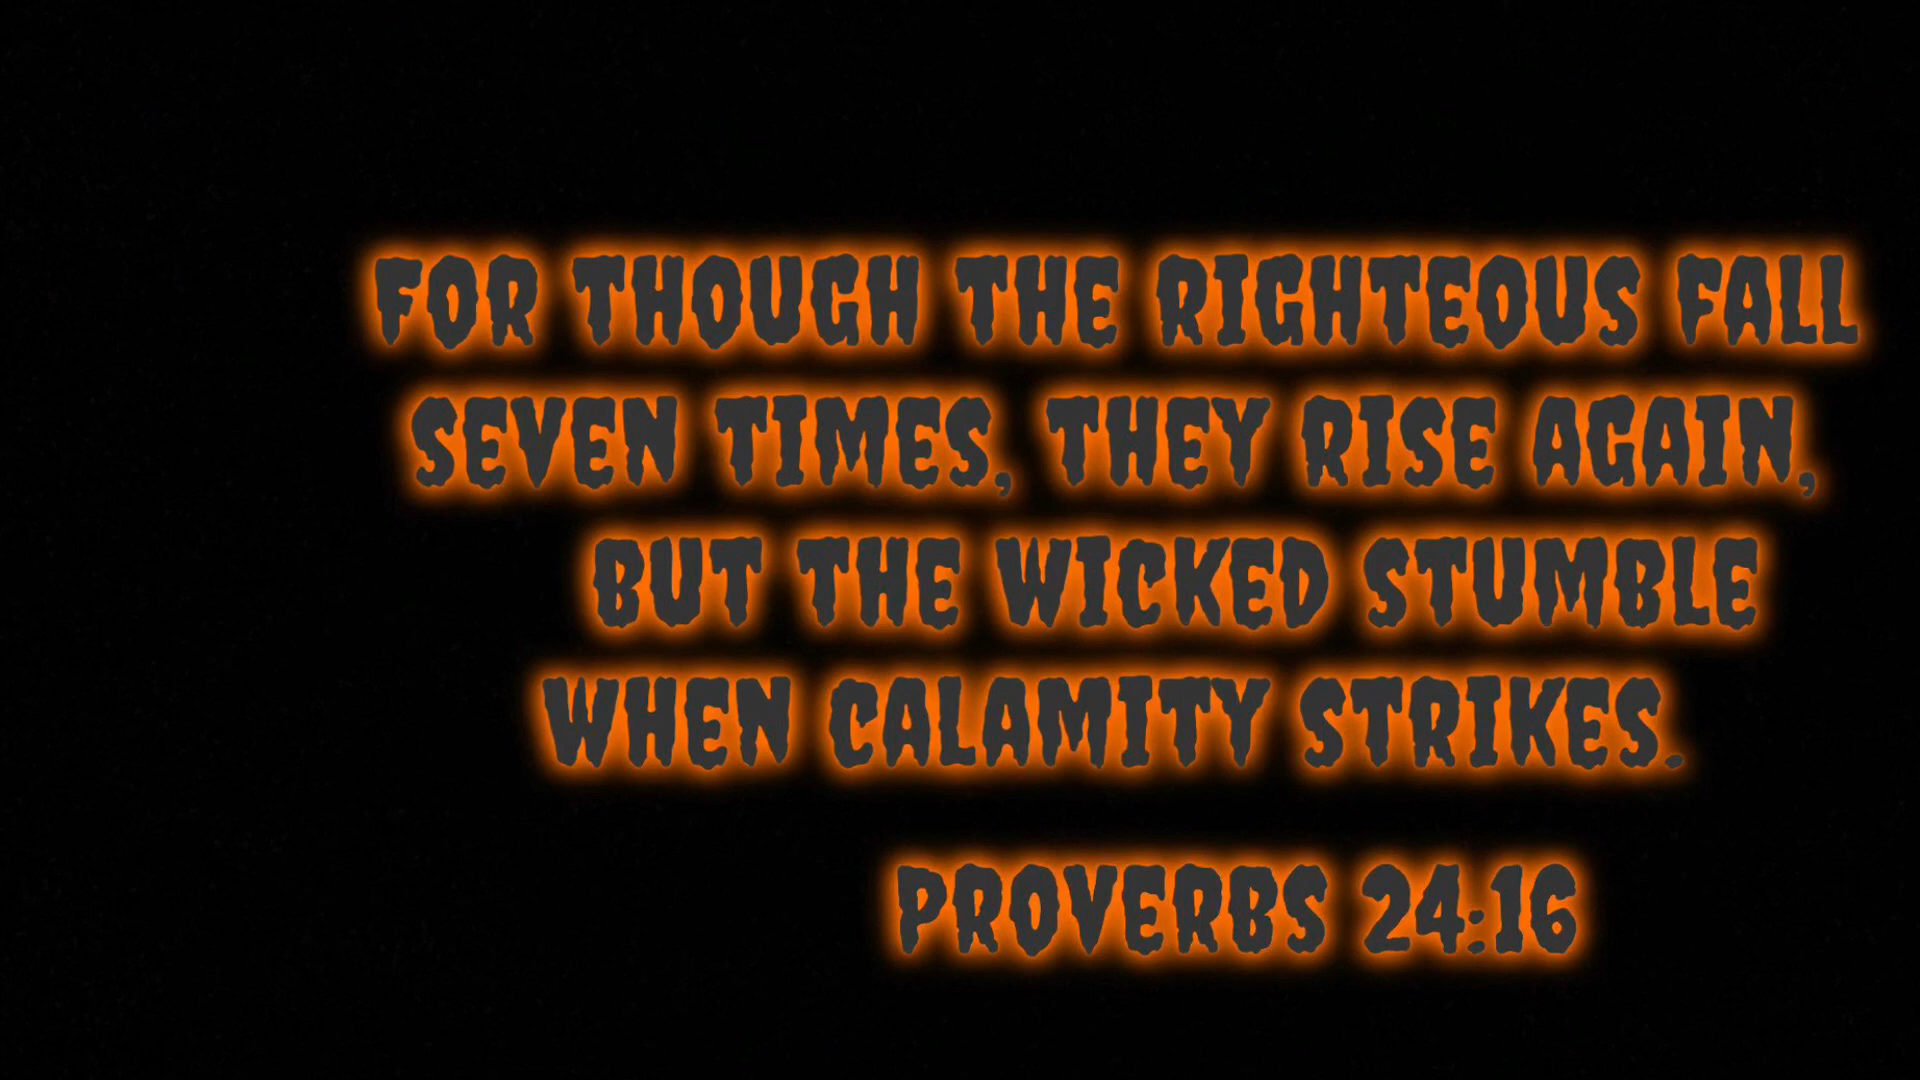 FOR THOUGH THE RIGHTEOUS FALL
SEVEN TIMES, THEY RISE AGAIN,
BUT THE WICKED STUMBLE
WHEN CALAMITY STRIKES.
PROVERBS 24:16